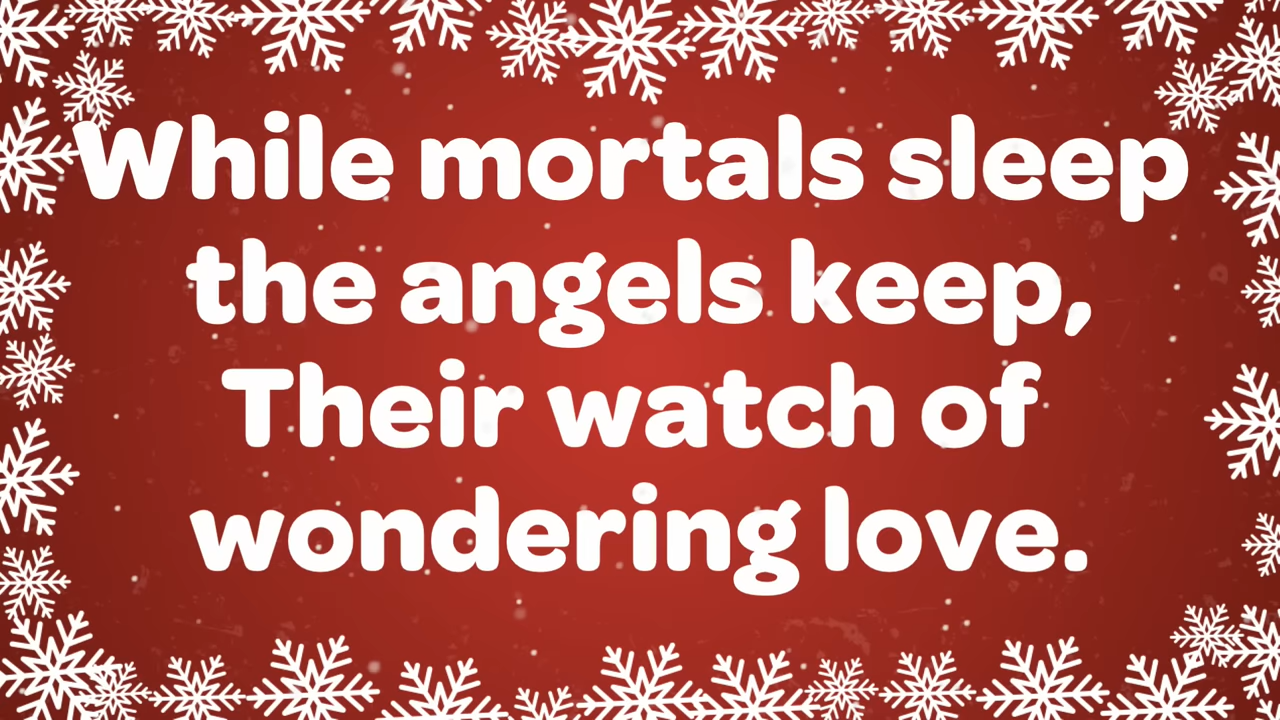 While mortals sleep
the angels keep,
Their watch of
wondering love.